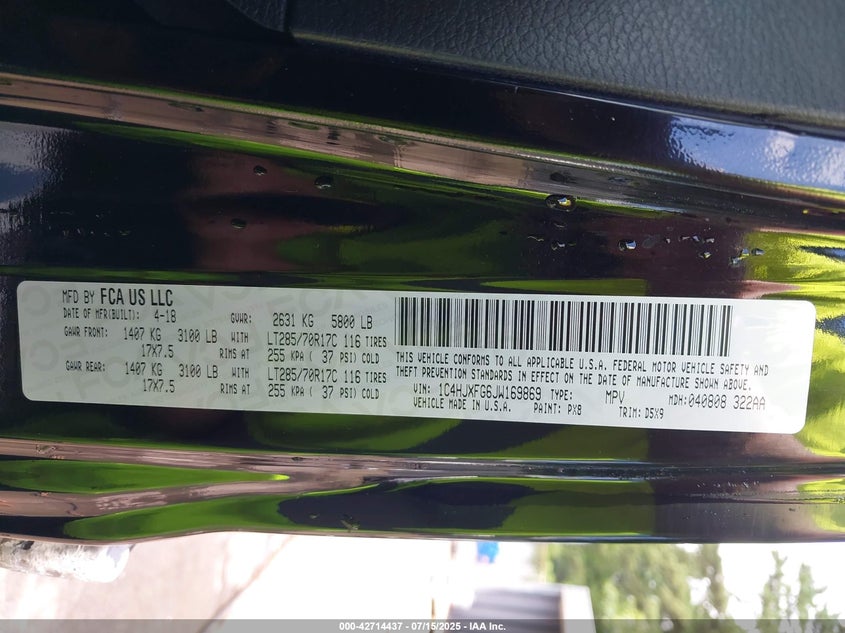 MFD BY FCA US LLC
DATE OF MFR(BUILT): 4-18 GVWR: 2631 KG 5800 LB
GAWR FRONT: 1407 KG 3100 LB WITH LT285/70R17C 116 TIRES
17X7.5 RIMS AT 255 KPA ( 37 PSI) COLD
GAWR REAR: 1407 KG 3100 LB WITH LT285/70R17C 116 TIRES
17X7.5 RIMS AT 255 KPA ( 37 PSI) COLD
THIS VEHICLE CONFORMS TO ALL APPLICABLE U.S.A. FEDERAL MOTOR VEHICLE SAFETY AND
THEFT PREVENTION STANDARDS IN EFFECT ON THE DATE OF MANUFACTURE SHOWN ABOVE.
VIN: 1C4HJXFG6JW169869 TYPE: MPV MDH:040808 322AA
VEHICLE MADE IN U.S.A. PAINT: PX8 TRIM: D5X9
000-42714437 - 07/15/2025 - IAA Inc.